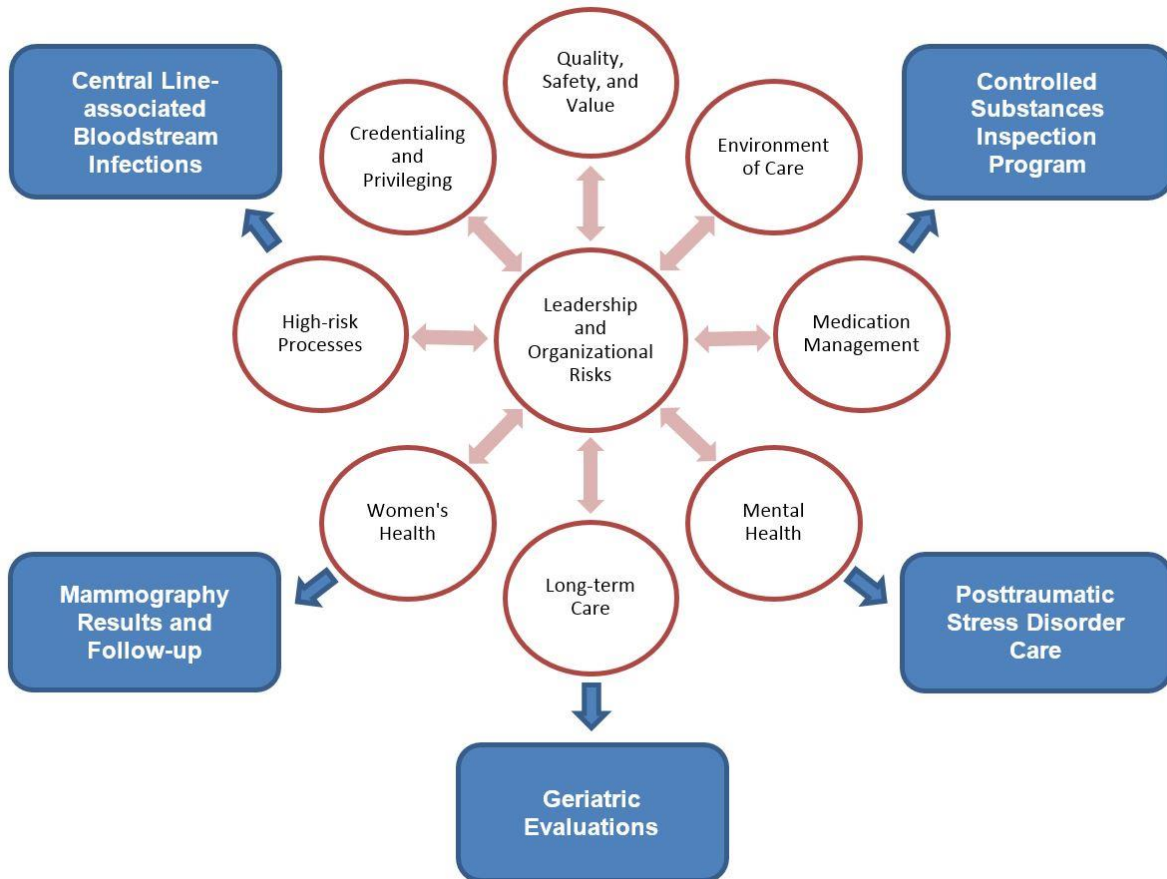 Quality,
Safety, and
Value
Central Line-
associated
Bloodstream
Infections
Controlled
Substances
Inspection
Program
Credentialing
and
Privileging
Environment
of Care
High-risk
Processes
Leadership
and
Organizational
Risks
Medication
Management
Women's
Health
Mental
Health
Long-term
Care
Mammography
Results and
Follow-up
Posttraumatic
Stress Disorder
Care
Geriatric
Evaluations